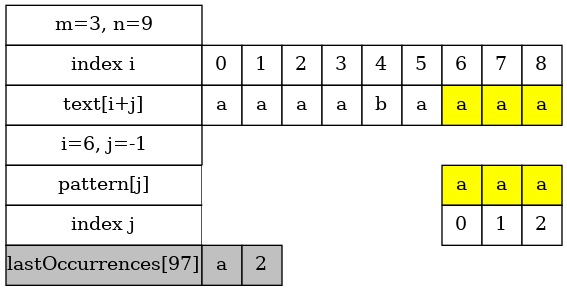 m=3, n=9
index i 0 1 2 3 4 5 6 7 8
text[i+j] a a a a b a a a a
i=6, j=-1
pattern[j] a a a
index j 0 1 2
lastOccurrences[97] a 2